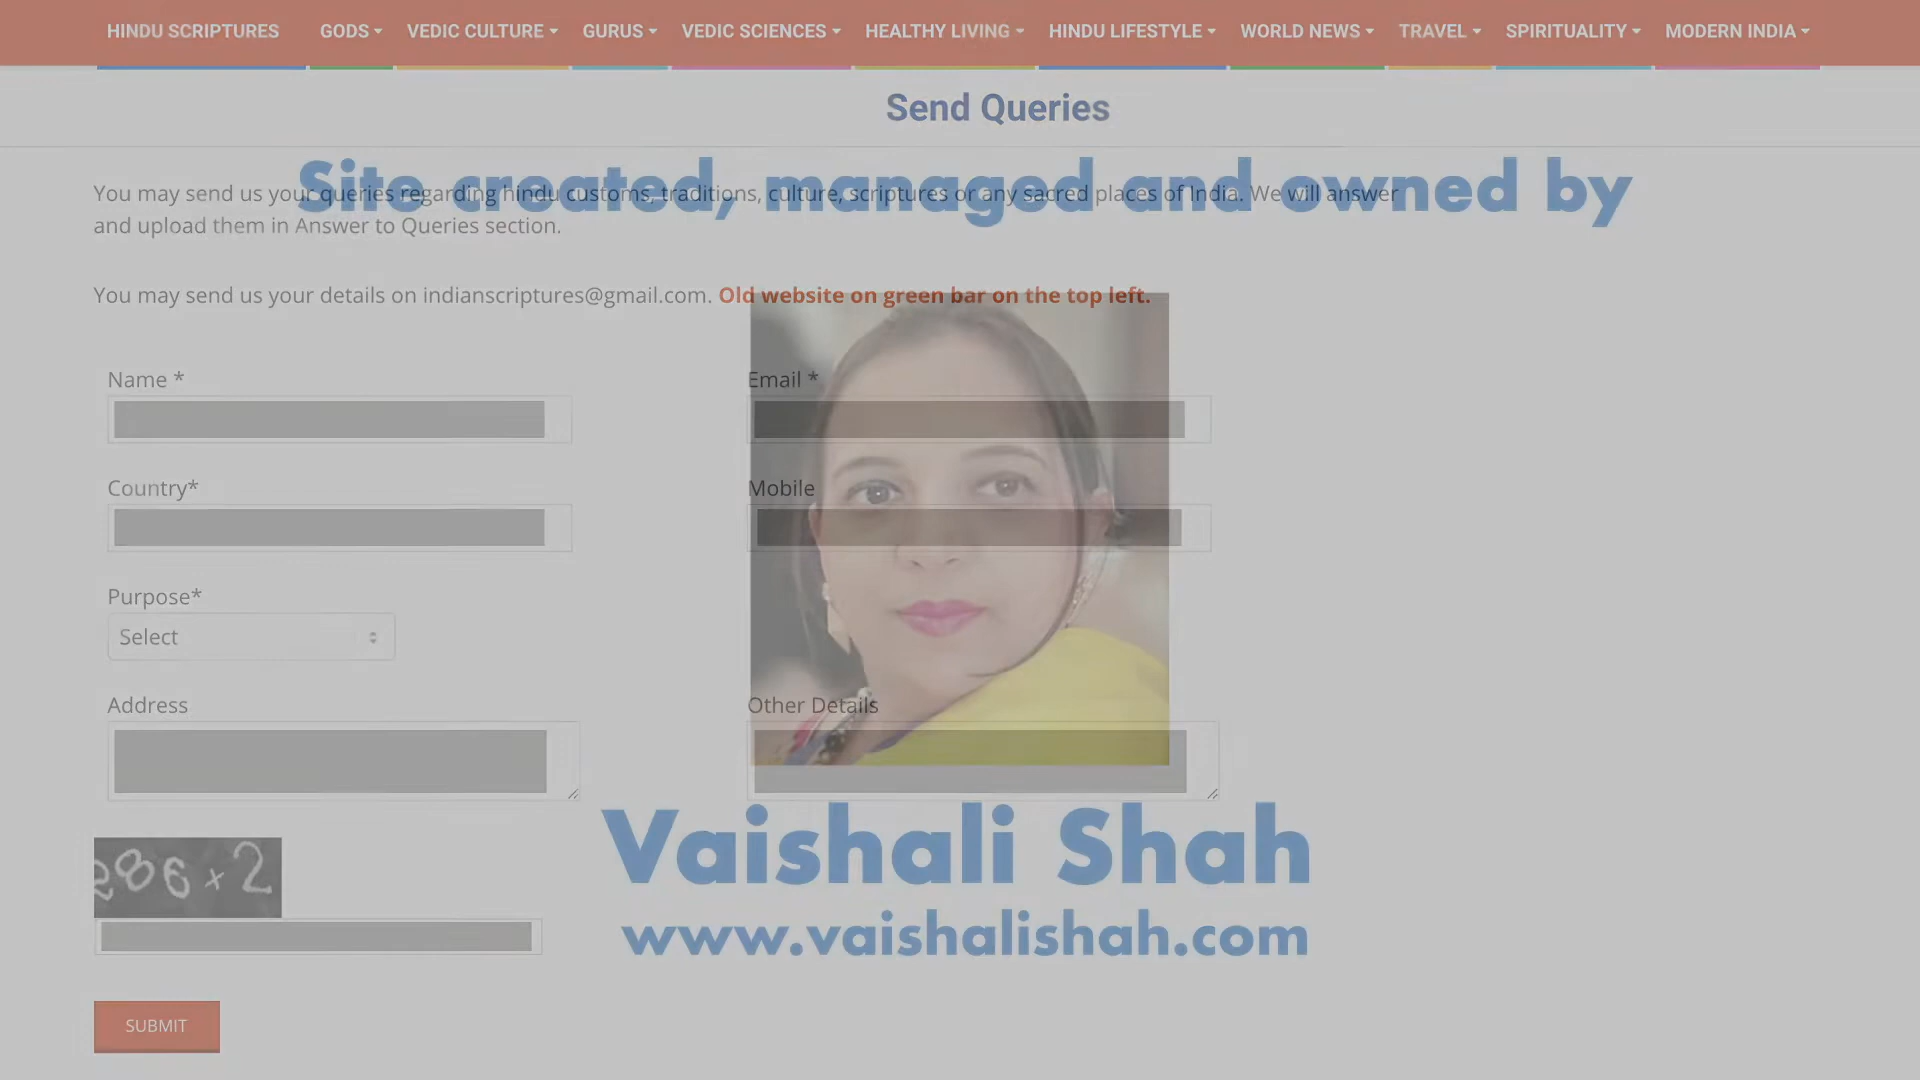 HINDU SCRIPTURES GODS VEDIC CULTURE GURUS VEDIC SCIENCES HEALTHY LIVING HINDU LIFESTYLE WORLD NEWS TRAVEL SPIRITUALITY MODERN INDIA
Send Queries
Site created, managed and owned by
You may send us your queries regarding hindu customs, traditions, culture, scriptures or any sacred places of India. We will answer
and upload them in Answer to Queries section.
You may send us your details on indianscriptures@gmail.com. Old website on green bar on the top left.
Name * Email *
Country* Mobile
Purpose*
Select
Address Other Details
Vaishali Shah
286 x 2
www.vaishalishah.com
SUBMIT